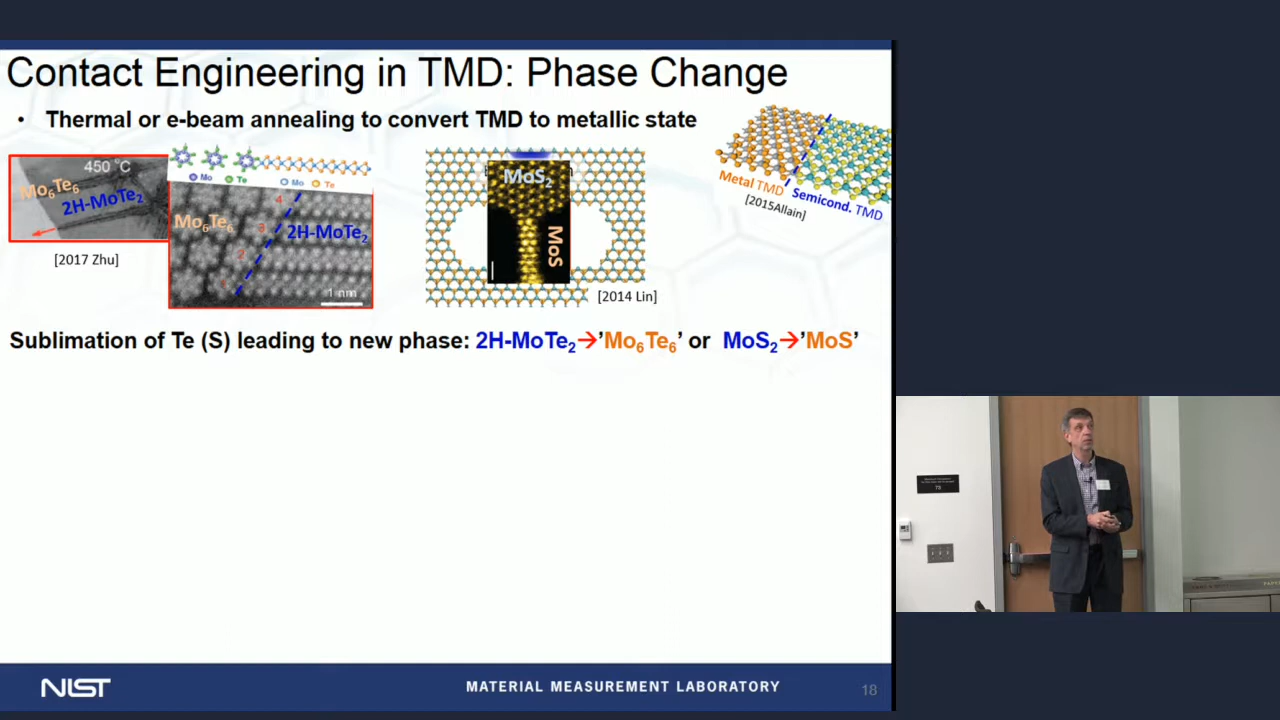 Contact Engineering in TMD: Phase Change
• Thermal or e-beam annealing to convert TMD to metallic state
450 °C
Mo6Te6
2H-MoTe2
[2017 Zhu]
Mo Te Mo Te
Mo6Te6
2H-MoTe2
4
3
2
1 nm
MoS2
MoS
[2014 Lin]
Metal TMD
Semicond. TMD
[2015Allain]
Sublimation of Te (S) leading to new phase: 2H-MoTe2→'Mo6Te6' or MoS2→'MoS'
NIST
MATERIAL MEASUREMENT LABORATORY
18